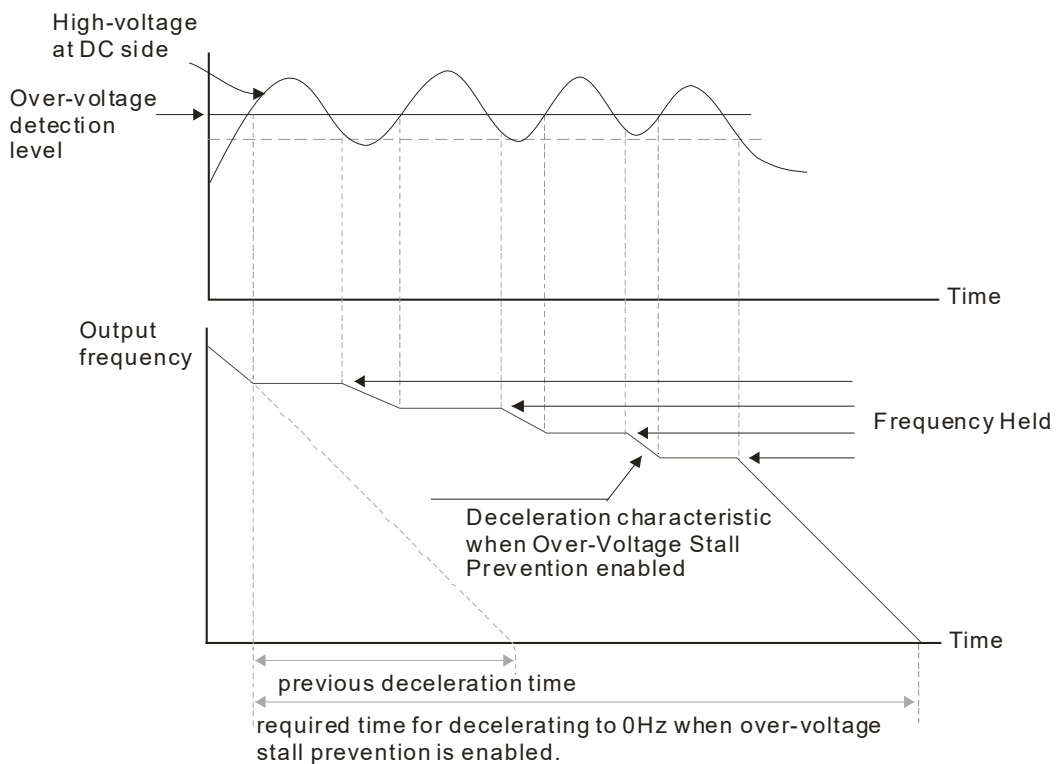 High-voltage
at DC side
Over-voltage
detection
level
Time
Output
frequency
Frequency Held
Deceleration characteristic
when Over-Voltage Stall
Prevention enabled
Time
previous deceleration time
required time for decelerating to 0Hz when over-voltage
stall prevention is enabled.